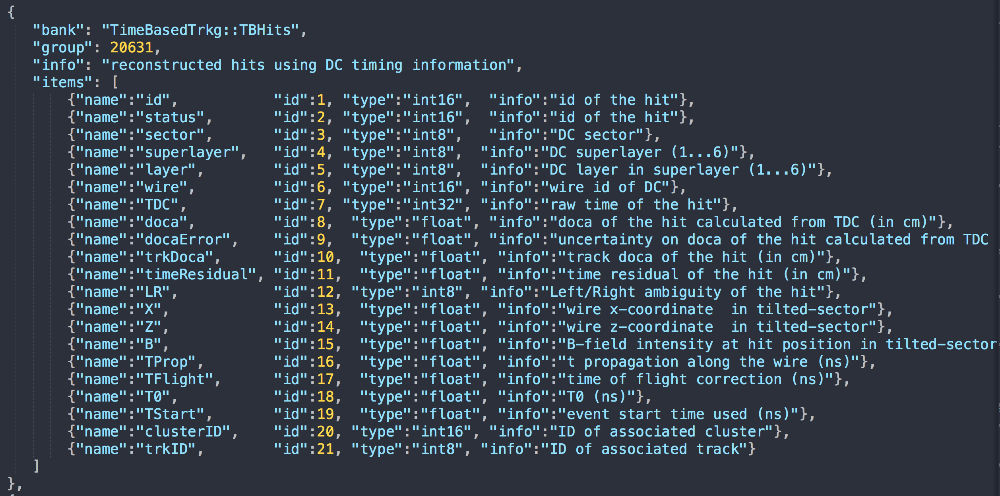 {
"bank": "TimeBasedTrkg::TBHits",
"group": 20631,
"info": "reconstructed hits using DC timing information",
"items": [
{"name":"id", "id":1, "type":"int16", "info":"id of the hit"},
{"name":"status", "id":2, "type":"int16", "info":"id of the hit"},
{"name":"sector", "id":3, "type":"int8", "info":"DC sector"},
{"name":"superlayer", "id":4, "type":"int8", "info":"DC superlayer (1...6)"},
{"name":"layer", "id":5, "type":"int8", "info":"DC layer in superlayer (1...6)"},
{"name":"wire", "id":6, "type":"int16", "info":"wire id of DC"},
{"name":"TDC", "id":7, "type":"int32", "info":"raw time of the hit"},
{"name":"doca", "id":8, "type":"float", "info":"doca of the hit calculated from TDC (in cm)"},
{"name":"docaError", "id":9, "type":"float", "info":"uncertainty on doca of the hit calculated from TDC
{"name":"trkDoca", "id":10, "type":"float", "info":"track doca of the hit (in cm)"},
{"name":"timeResidual", "id":11, "type":"float", "info":"time residual of the hit (in cm)"},
{"name":"LR", "id":12, "type":"int8", "info":"Left/Right ambiguity of the hit"},
{"name":"X", "id":13, "type":"float", "info":"wire x-coordinate  in tilted-sector"},
{"name":"Z", "id":14, "type":"float", "info":"wire z-coordinate  in tilted-sector"},
{"name":"B", "id":15, "type":"float", "info":"B-field intensity at hit position in tilted-sector
{"name":"TProp", "id":16, "type":"float", "info":"t propagation along the wire (ns)"},
{"name":"TFlight", "id":17, "type":"float", "info":"time of flight correction (ns)"},
{"name":"T0", "id":18, "type":"float", "info":"T0 (ns)"},
{"name":"TStart", "id":19, "type":"float", "info":"event start time used (ns)"},
{"name":"clusterID", "id":20, "type":"int16", "info":"ID of associated cluster"},
{"name":"trkID", "id":21, "type":"int8", "info":"ID of associated track"}
]
},